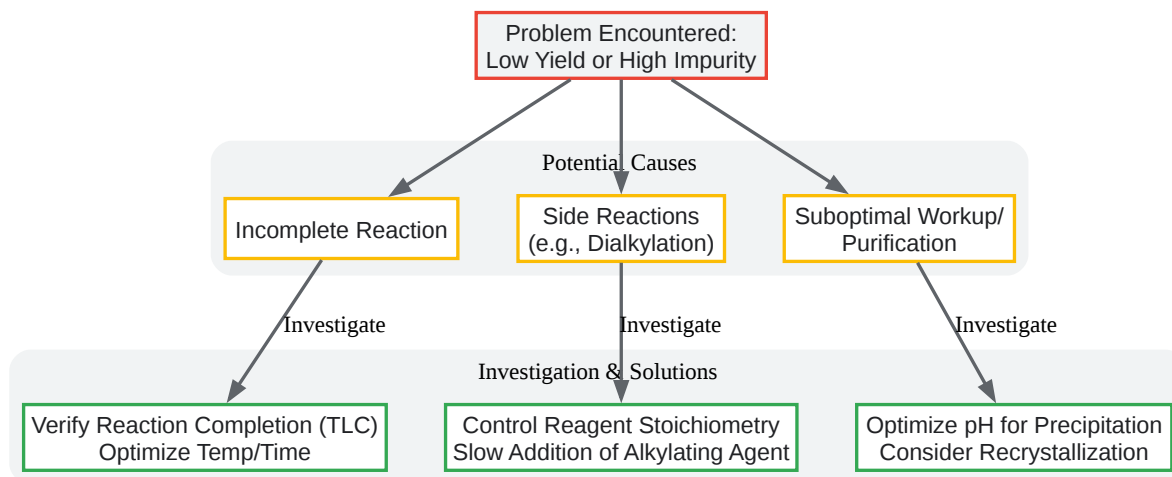 Problem Encountered:
Low Yield or High Impurity
Potential Causes
Incomplete Reaction
Side Reactions
(e.g., Dialkylation)
Suboptimal Workup/
Purification
Investigate
Investigate
Investigate
Investigation & Solutions
Verify Reaction Completion (TLC)
Optimize Temp/Time
Control Reagent Stoichiometry
Slow Addition of Alkylating Agent
Optimize pH for Precipitation
Consider Recrystallization